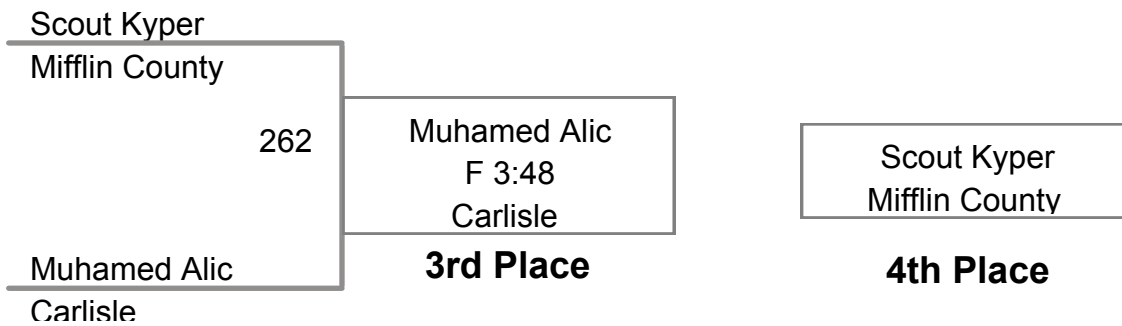 Scout Kyper
Mifflin County
262
Muhamed Alic
Carlisle
Muhamed Alic
F 3:48
Carlisle
3rd Place
Scout Kyper
Mifflin County
4th Place